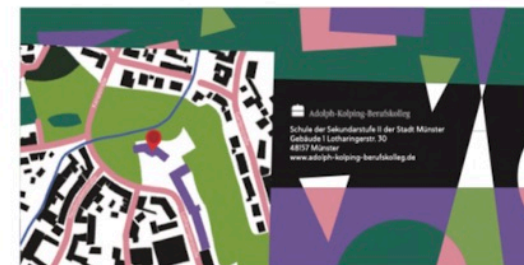 Adolph-Kolping-Berufskolleg
Schule der Sekundarstufe II der Stadt Münster
Gebäude 1 Lotharingerstr. 30
48157 Münster
www.adolph-kolping-berufskolleg.de